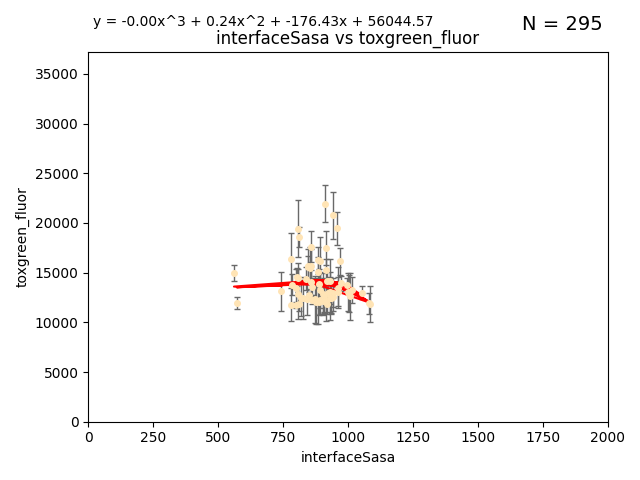 y = -0.00x^3 + 0.24x^2 + -176.43x + 56044.57
N = 295
interfaceSasa vs toxgreen_fluor
35000
30000
25000
20000
15000
10000
5000
0
toxgreen_fluor
0 250 500 750 1000 1250 1500 1750 2000
interfaceSasa